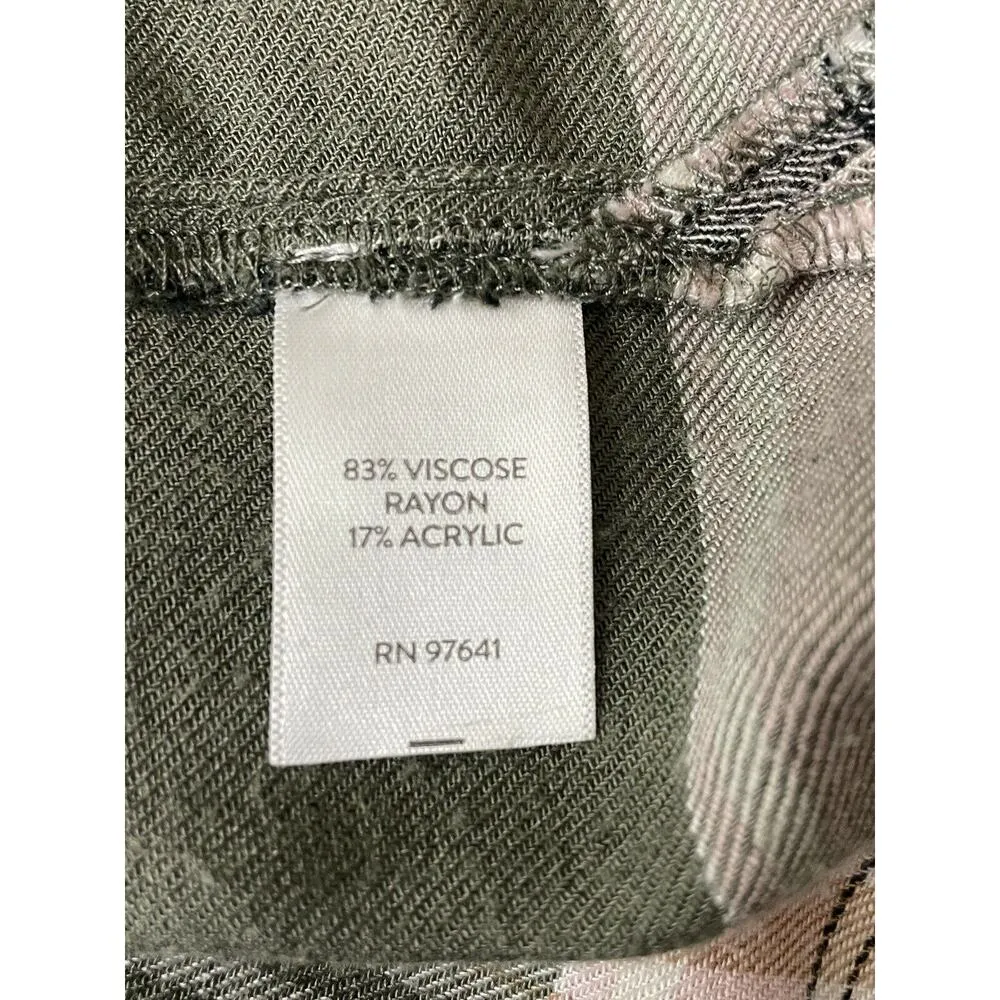 83% VISCOSE
RAYON
17% ACRYLIC
RN 97641